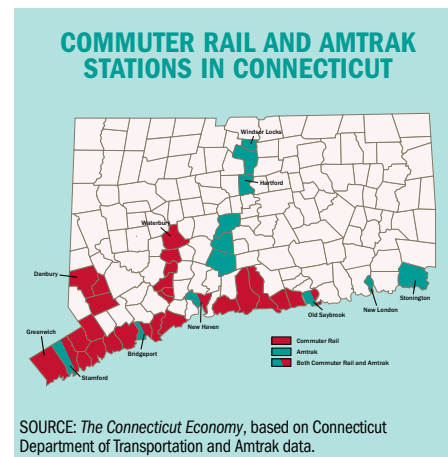 COMMUTER RAIL AND AMTRAK
STATIONS IN CONNECTICUT
Windsor Locks
Hartford
Waterbury
Danbury
Stonington
New London
Old Saybrook
New Haven
Greenwich
Bridgeport
Stamford
Commuter Rail
Amtrak
Both Commuter Rail and Amtrak
SOURCE: The Connecticut Economy, based on Connecticut
Department of Transportation and Amtrak data.